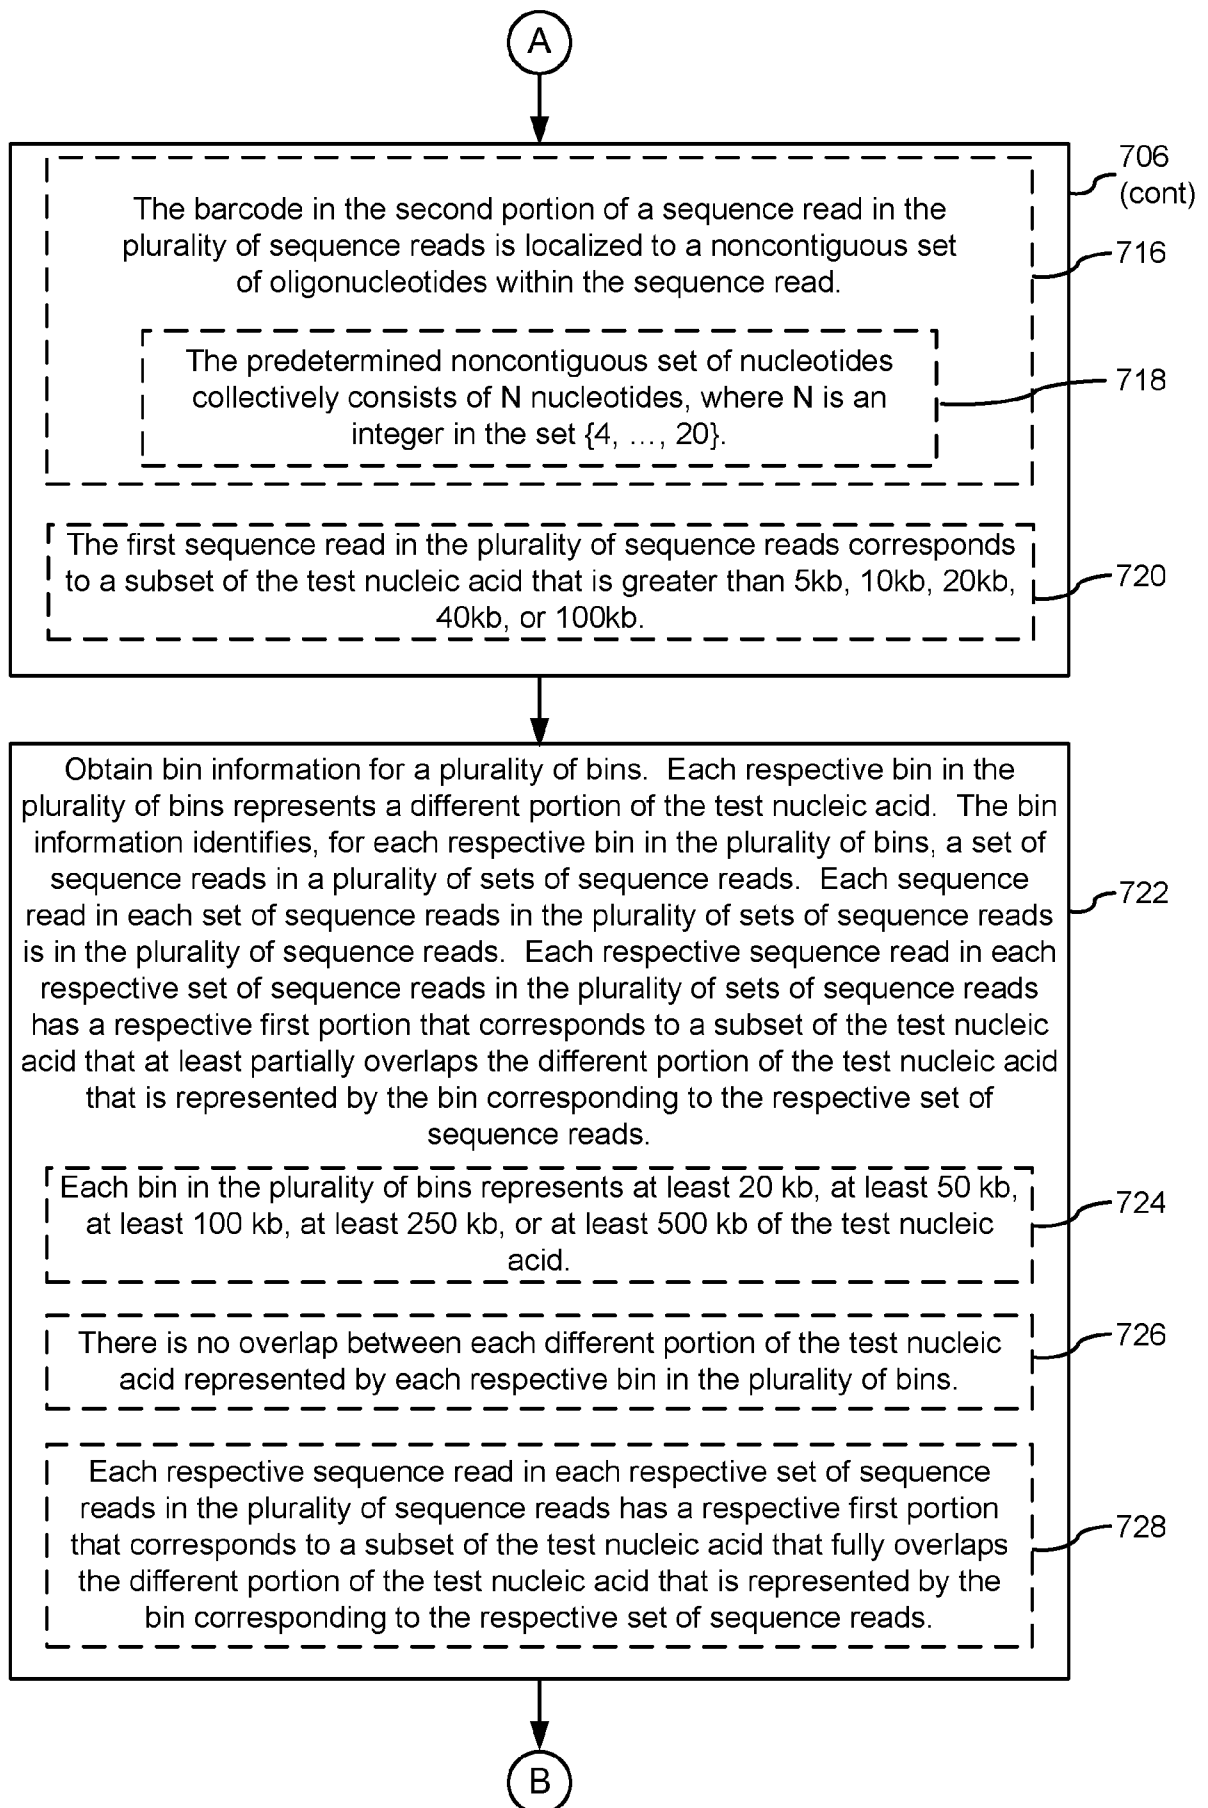 A
706
(cont)
The barcode in the second portion of a sequence read in the
plurality of sequence reads is localized to a noncontiguous set
of oligonucleotides within the sequence read.
716
The predetermined noncontiguous set of nucleotides
collectively consists of N nucleotides, where N is an
integer in the set {4, …, 20}.
718
The first sequence read in the plurality of sequence reads corresponds
to a subset of the test nucleic acid that is greater than 5kb, 10kb, 20kb,
40kb, or 100kb.
720
Obtain bin information for a plurality of bins. Each respective bin in the
plurality of bins represents a different portion of the test nucleic acid. The bin
information identifies, for each respective bin in the plurality of bins, a set of
sequence reads in a plurality of sets of sequence reads. Each sequence
read in each set of sequence reads in the plurality of sets of sequence reads
is in the plurality of sequence reads. Each respective sequence read in each
respective set of sequence reads in the plurality of sets of sequence reads
has a respective first portion that corresponds to a subset of the test nucleic
acid that at least partially overlaps the different portion of the test nucleic acid
that is represented by the bin corresponding to the respective set of
sequence reads.
722
Each bin in the plurality of bins represents at least 20 kb, at least 50 kb,
at least 100 kb, at least 250 kb, or at least 500 kb of the test nucleic
acid.
724
There is no overlap between each different portion of the test nucleic
acid represented by each respective bin in the plurality of bins.
726
Each respective sequence read in each respective set of sequence
reads in the plurality of sequence reads has a respective first portion
that corresponds to a subset of the test nucleic acid that fully overlaps
the different portion of the test nucleic acid that is represented by the
bin corresponding to the respective set of sequence reads.
728
B